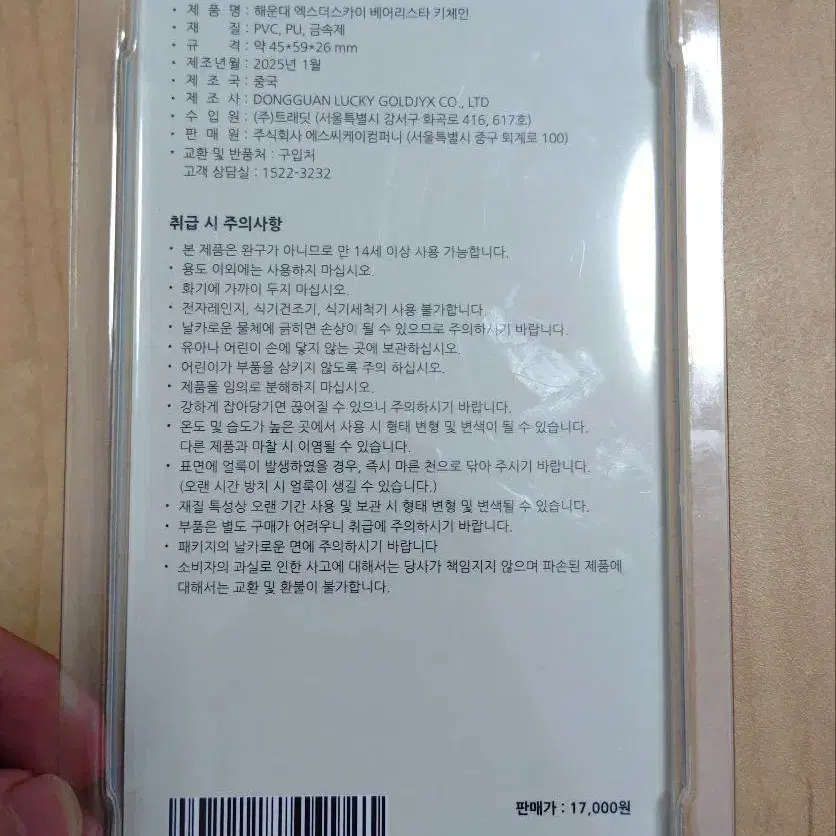 • 제 품 명 : 해운대 엑스더스카이 베어리스타 키체인
• 재 질 : PVC, PU, 금속제
• 규 격 : 약 45*59*26 mm
• 제조년월 : 2025년 1월
• 제 조 국 : 중국
• 제 조 사 : DONGGUAN LUCKY GOLDJYX CO., LTD
• 수 입 원 : (주)트래딧 (서울특별시 강서구 화곡로 416, 617호)
• 판 매 원 : 주식회사 에스씨케이컴퍼니 (서울특별시 중구 퇴계로 100)
• 교환 및 반품처 : 구입처
고객 상담실 : 1522-3232
취급 시 주의사항
• 본 제품은 완구가 아니므로 만 14세 이상 사용 가능합니다.
• 용도 이외에는 사용하지 마십시오.
• 화기에 가까이 두지 마십시오.
• 전자레인지, 식기건조기, 식기세척기 사용 불가합니다.
• 날카로운 물체에 긁히면 손상이 될 수 있으므로 주의하시기 바랍니다.
• 유아나 어린이 손에 닿지 않는 곳에 보관하십시오.
• 어린이가 부품을 삼키지 않도록 주의 하십시오.
• 제품을 임의로 분해하지 마십시오.
• 강하게 잡아당기면 끊어질 수 있으니 주의하시기 바랍니다.
• 온도 및 습도가 높은 곳에서 사용 시 형태 변형 및 변색이 될 수 있습니다.
다른 제품과 마찰 시 이염될 수 있습니다.
• 표면에 얼룩이 발생하였을 경우, 즉시 마른 천으로 닦아 주시기 바랍니다.
(오랜 시간 방치 시 얼룩이 생길 수 있습니다.)
• 재질 특성상 오랜 기간 사용 및 보관 시 형태 변형 및 변색될 수 있습니다.
• 부품은 별도 구매가 어려우니 취급에 주의하시기 바랍니다.
• 패키지의 날카로운 면에 주의하시기 바랍니다
• 소비자의 과실로 인한 사고에 대해서는 당사가 책임지지 않으며 파손된 제품에
대해서는 교환 및 환불이 불가합니다.
판매가 : 17,000원